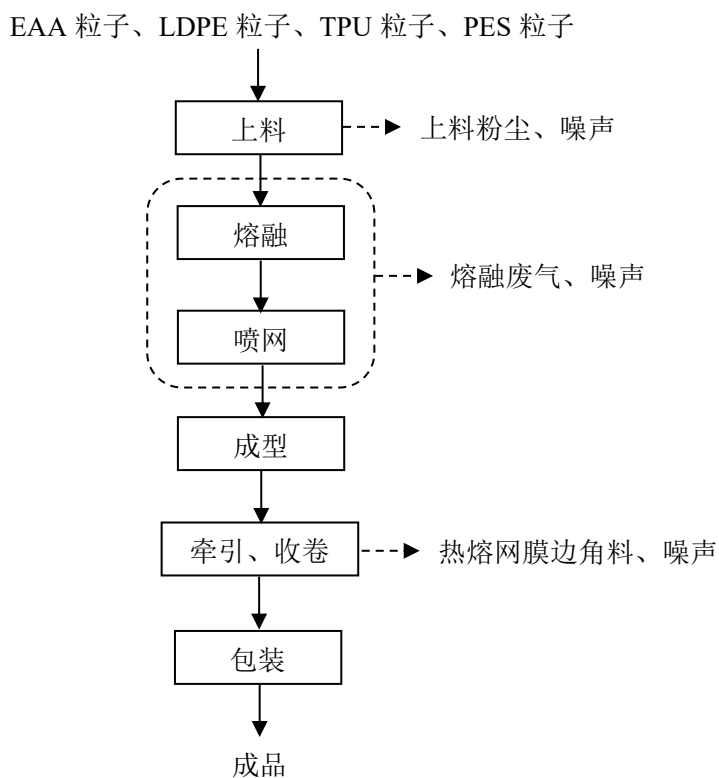 EAA 粒子、LDPE 粒子、TPU 粒子、PES 粒子
上料
上料粉尘、噪声
熔融
熔融废气、噪声
喷网
成型
牵引、收卷
热熔网膜边角料、噪声
包装
成品